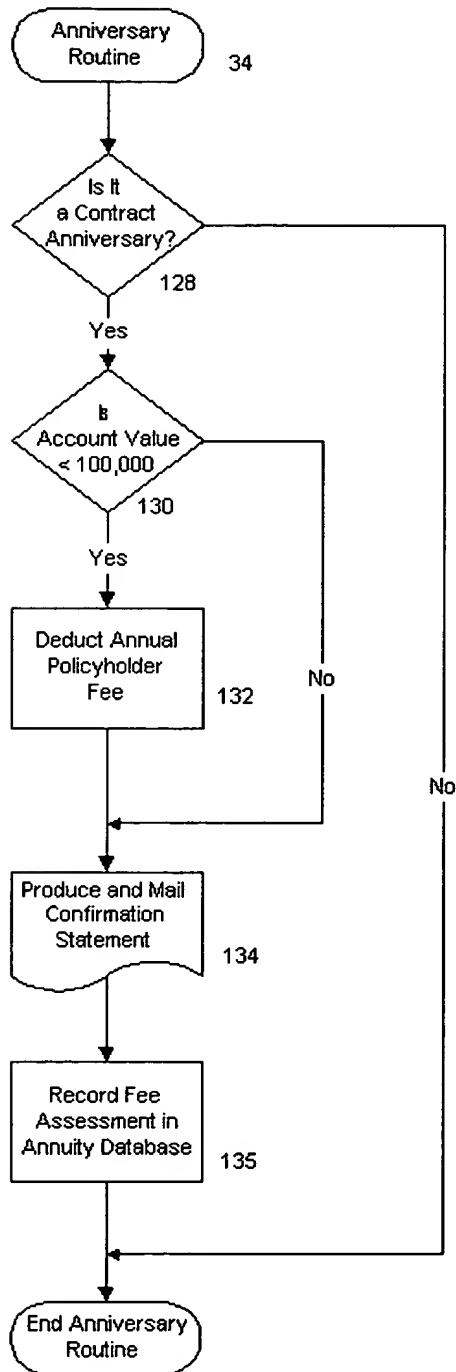 Anniversary
Routine
34
Is It
a Contract
Anniversary?
128
Yes
Is
Account Value
< 100,000
130
Yes
Deduct Annual
Policyholder
Fee
132
No
No
Produce and Mail
Confirmation
Statement
134
Record Fee
Assessment in
Annuity Database
135
End Anniversary
Routine